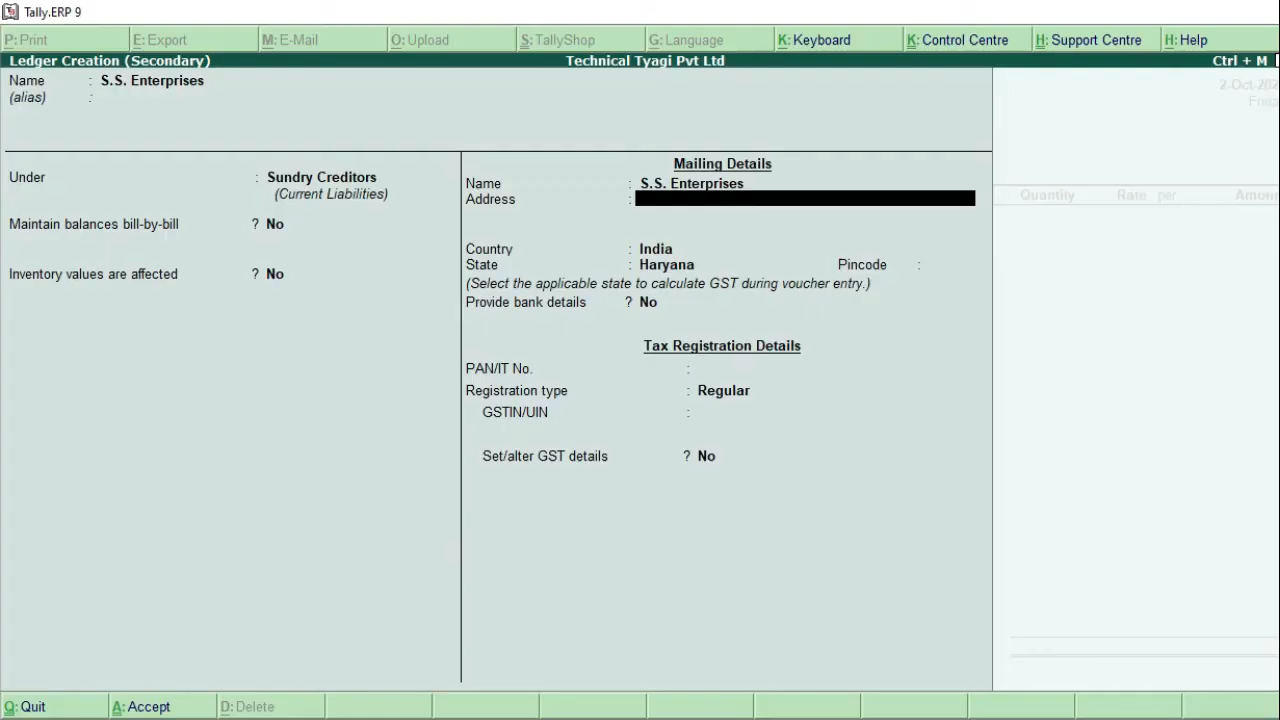 Tally.ERP 9
P: Print E: Export M: E-Mail O: Upload S: TallyShop G: Language K: Keyboard K: Control Centre H: Support Centre H: Help
Ledger Creation (Secondary) Technical Tyagi Pvt Ltd Ctrl + M
Name : S.S. Enterprises
(alias) :
Mailing Details
Under : Sundry Creditors
(Current Liabilities)
Maintain balances bill-by-bill ? No
Inventory values are affected ? No
Name : S.S. Enterprises
Address :
Country : India
State : Haryana Pincode :
(Select the applicable state to calculate GST during voucher entry.)
Provide bank details ? No
Tax Registration Details
PAN/IT No. :
Registration type : Regular
GSTIN/UIN :
Set/alter GST details ? No
Quantity Rate per
Q: Quit A: Accept D: Delete